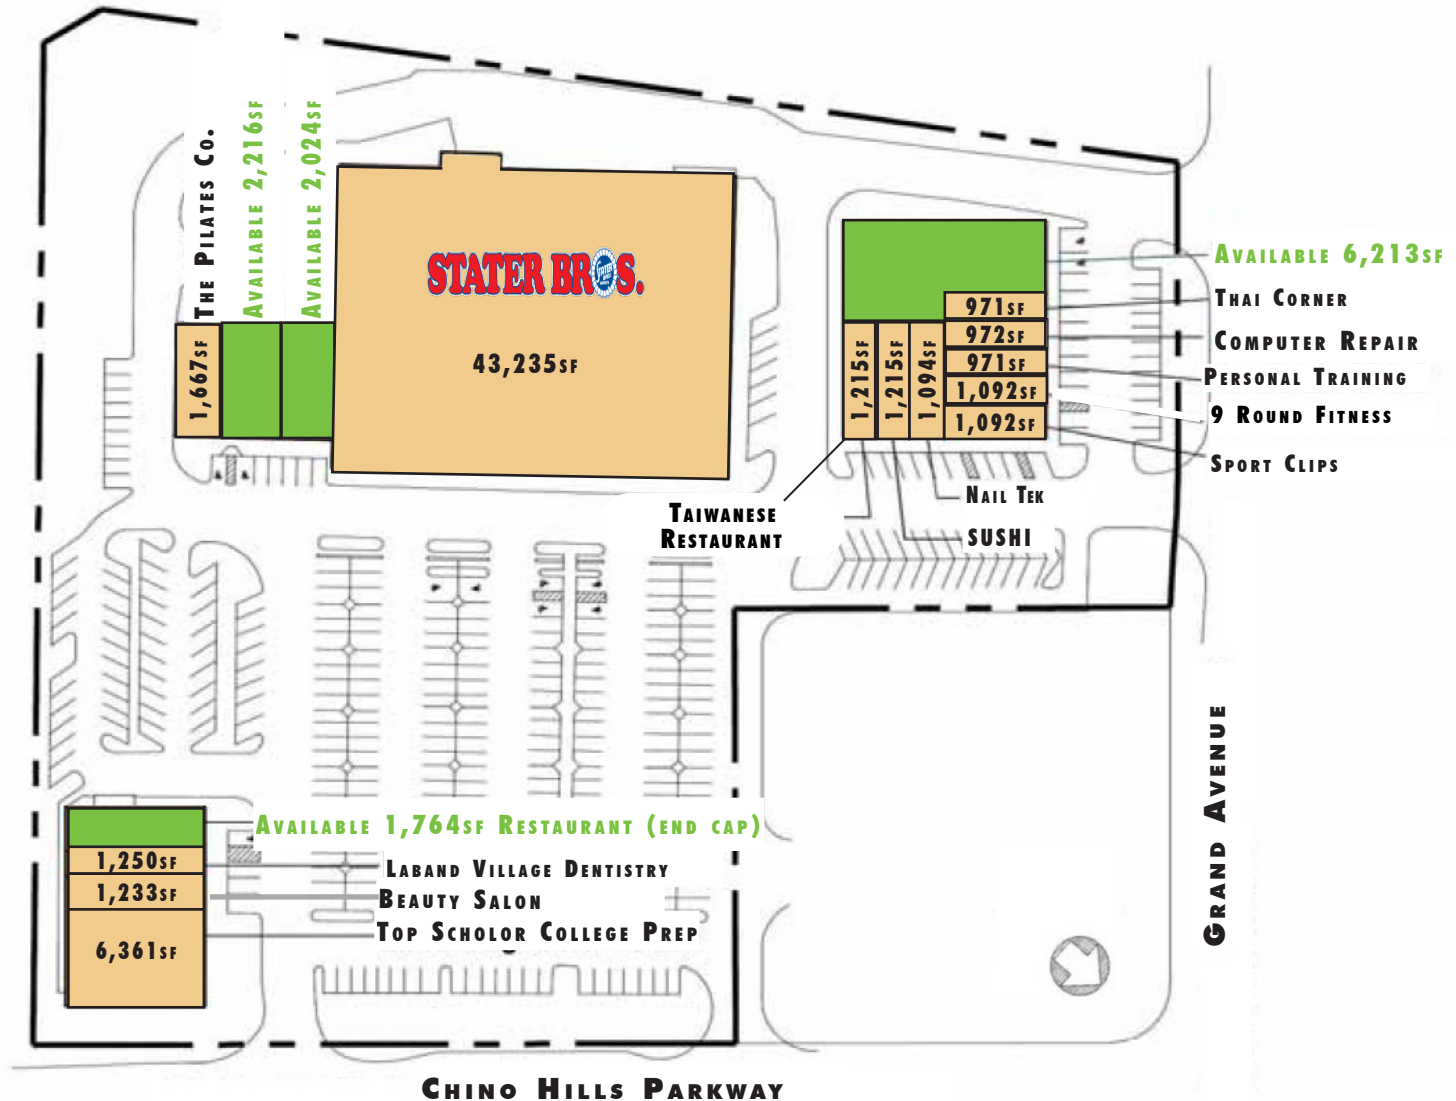 THE PILATES CO.
AVAILABLE 2,216SF
AVAILABLE 2,024SF
1,667SF
STATER BROS.
STATER
43,235SF
AVAILABLE 6,213SF
THAI CORNER
COMPUTER REPAIR
PERSONAL TRAINING
9 ROUND FITNESS
SPORT CLIPS
971SF
972SF
971SF
1,092SF
1,092SF
1,215SF
1,215SF
1,094SF
NAIL TEK
SUSHI
TAIWANESE
RESTAURANT
AVAILABLE 1,764SF RESTAURANT (END CAP)
LABAND VILLAGE DENTISTRY
BEAUTY SALON
TOP SCHOLOR COLLEGE PREP
1,250SF
1,233SF
6,361SF
GRAND AVENUE
CHINO HILLS PARKWAY